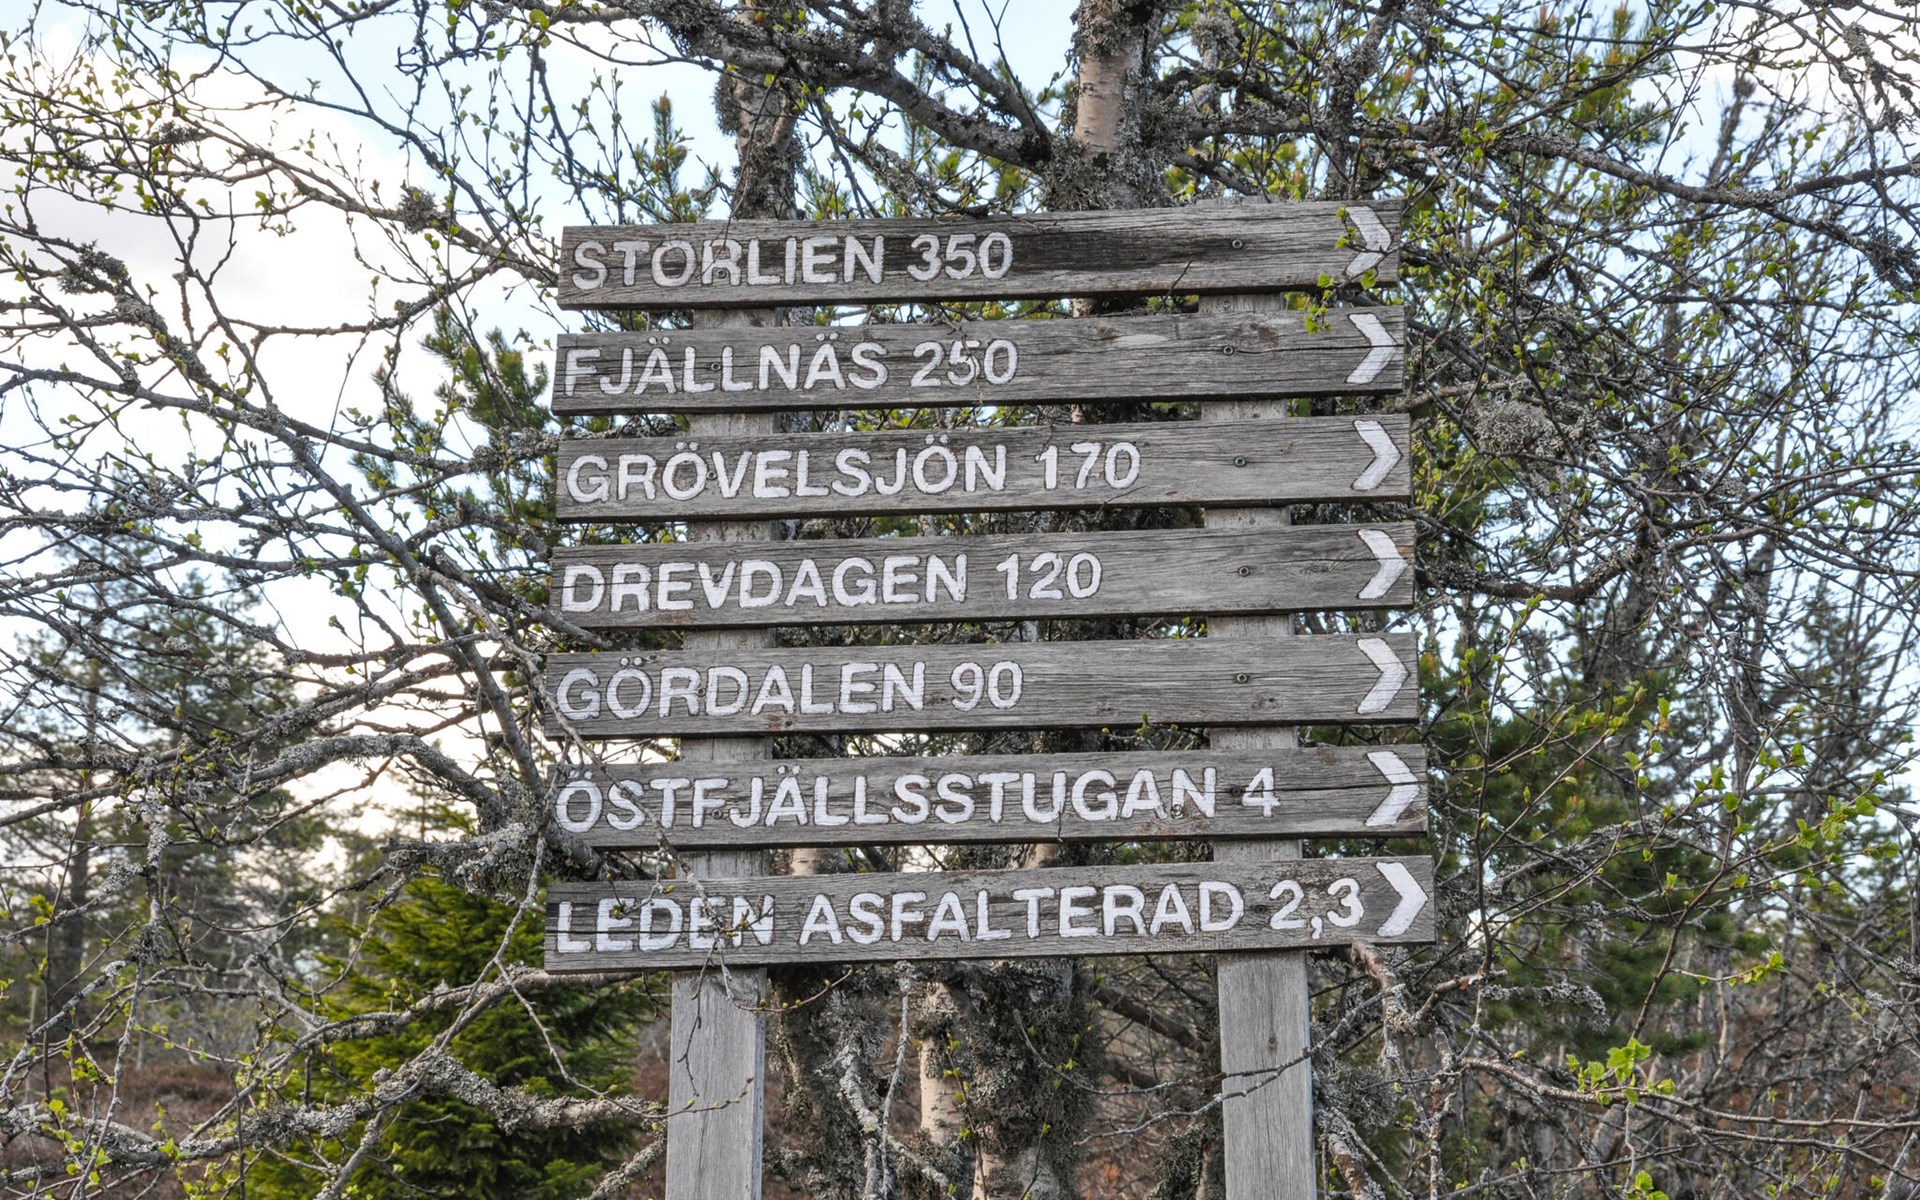 STORLIEN 350
FJÄLLNÄS 250
GRÖVELSJÖN 170
DREVDAGEN 120
GÖRDALEN 90
ÖSTFJÄLLSSTUGAN 4
LEDEN ASFALTERAD 2,3